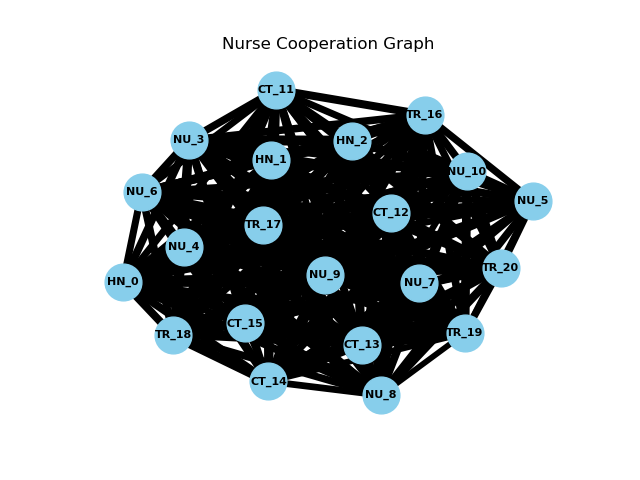 Nurse Cooperation Graph
CT_11
TR_16
NU_3
HN_2
HN_1
NU_10
NU_6
NU_5
CT_12
TR_17
NU_4
TR_20
NU_9
HN_0
NU_7
CT_15
TR_18
TR_19
CT_13
CT_14
NU_8